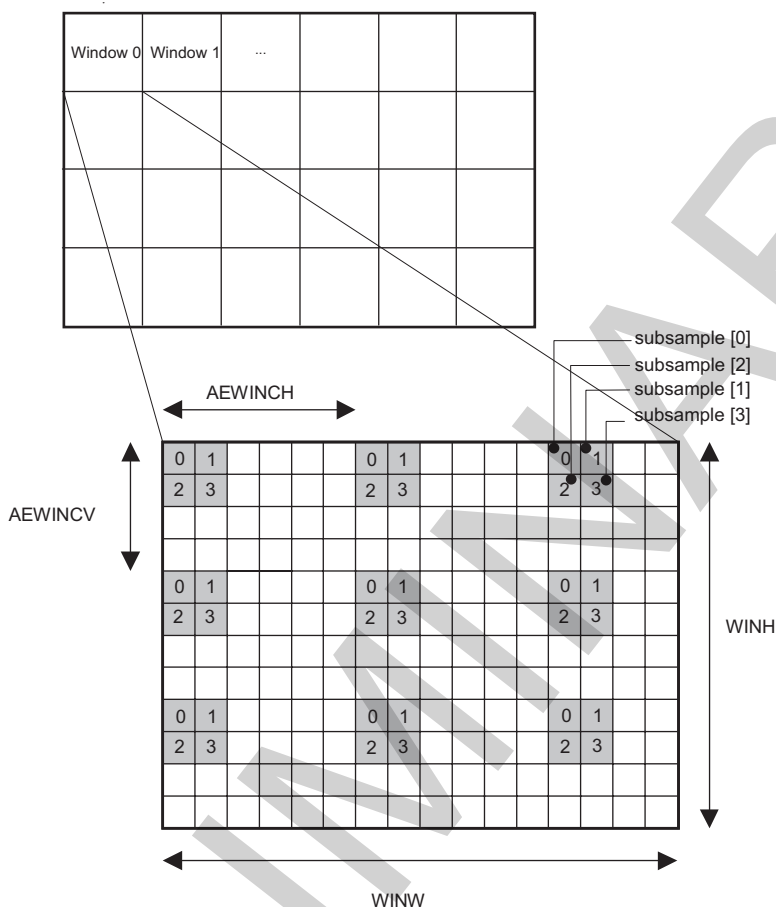 Window 0 Window 1 ...
subsample [0]
subsample [2]
subsample [1]
subsample [3]
AEWINCH
0 1 0 1 0 1
2 3 2 3 2 3
AEWINCV
0 1 0 1 0 1
2 3 2 3 2 3
WINH
0 1 0 1 0 1
2 3 2 3 2 3
WINW